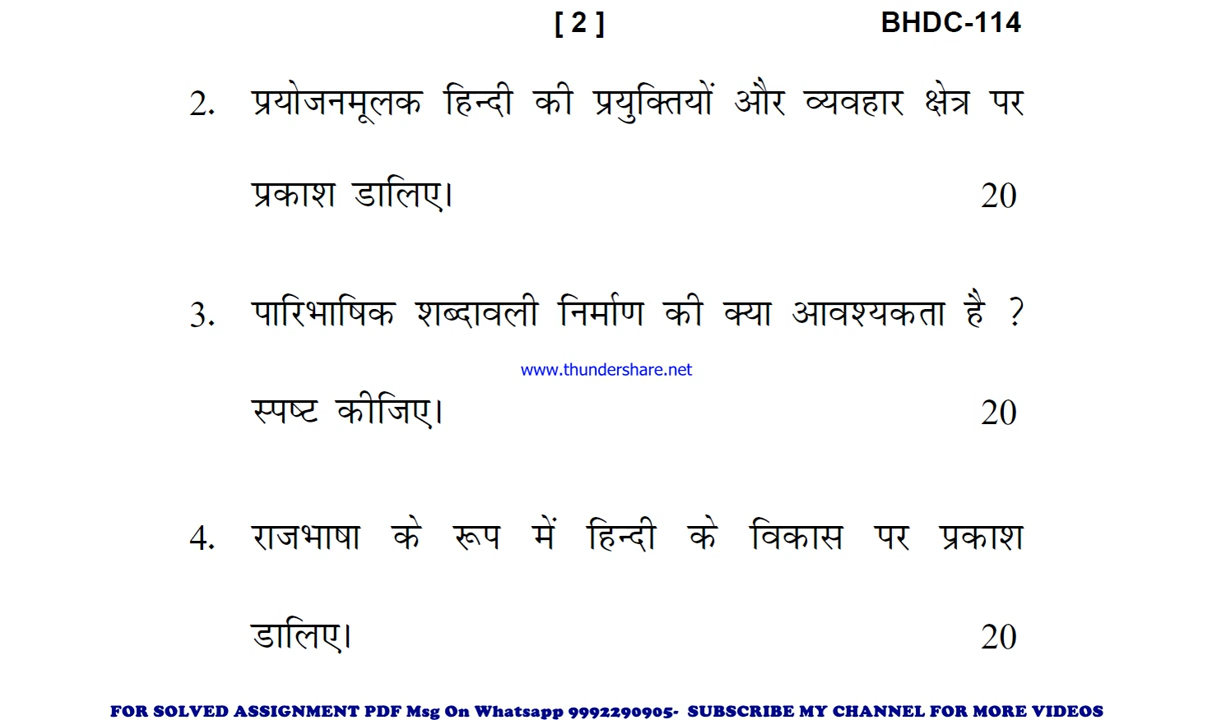 [ 2 ] BHDC-114
2. प्रयोजनमूलक हिन्दी की प्रयुक्तियों और व्यवहार क्षेत्र पर
प्रकाश डालिए। 20
3. पारिभाषिक शब्दावली निर्माण की क्या आवश्यकता है ?
www.thundershare.net
स्पष्ट कीजिए। 20
4. राजभाषा के रूप में हिन्दी के विकास पर प्रकाश
डालिए। 20
FOR SOLVED ASSIGNMENT PDF Msg On Whatsapp 9992290905- SUBSCRIBE MY CHANNEL FOR MORE VIDEOS